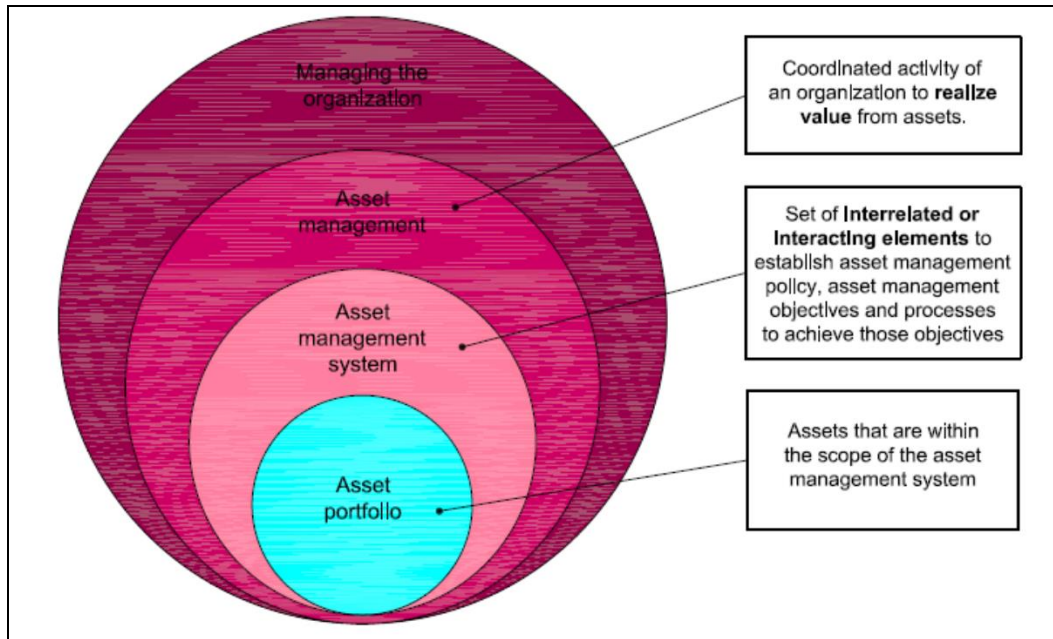 Managing the
organization
Asset
management
Asset
management
system
Asset
portfolio
Coordinated activity of
an organization to realize
value from assets.
Set of Interrelated or
Interacting elements to
establish asset management
policy, asset management
objectives and processes
to achieve those objectives
Assets that are within
the scope of the asset
management system